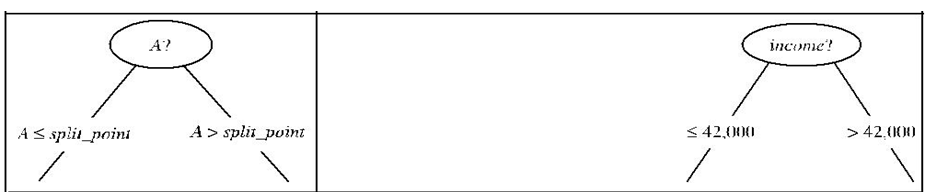 A?
income?
A ≤ split_point
A > split_point
≤ 42,000
> 42,000